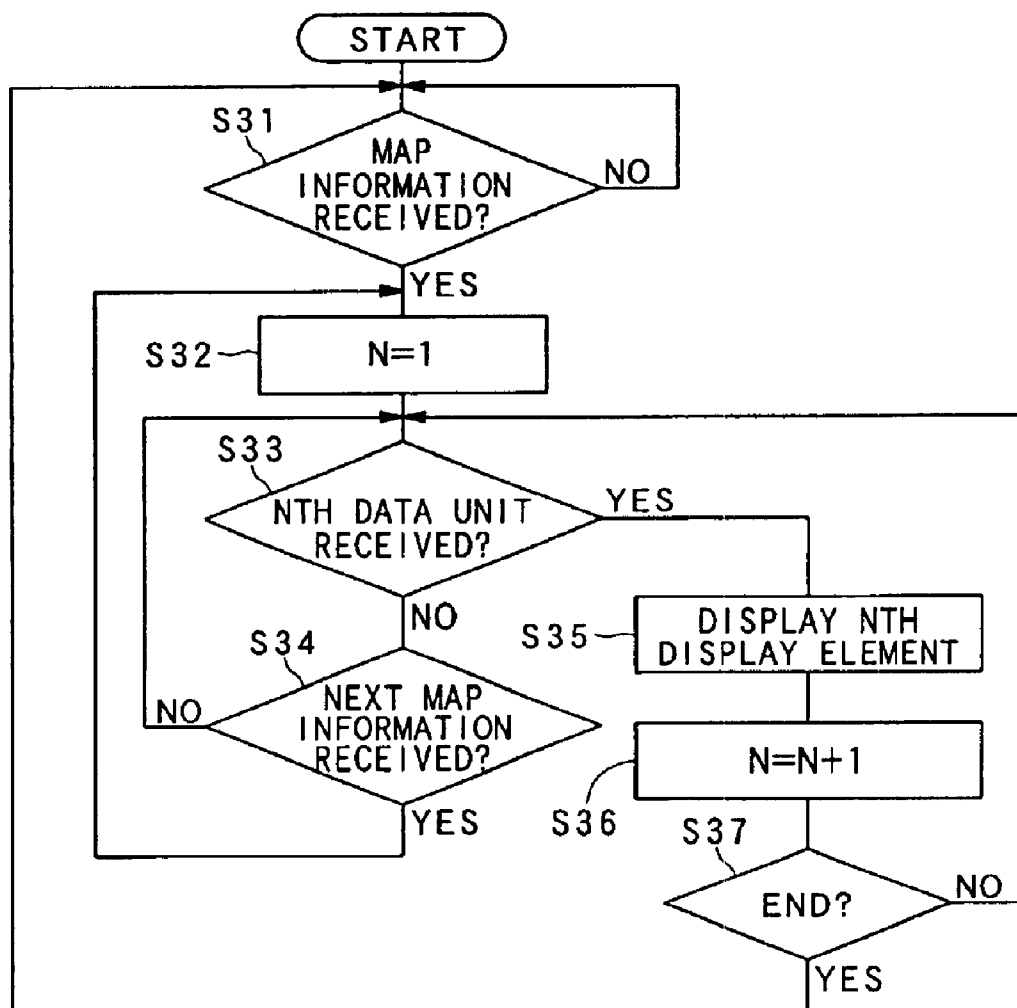 START
S31
MAP
INFORMATION
RECEIVED?
NO
YES
S32
N=1
S33
NTH DATA UNIT
RECEIVED?
YES
NO
S34
NEXT MAP
INFORMATION
RECEIVED?
NO
YES
S35
DISPLAY NTH
DISPLAY ELEMENT
S36
N=N+1
S37
END?
NO
YES